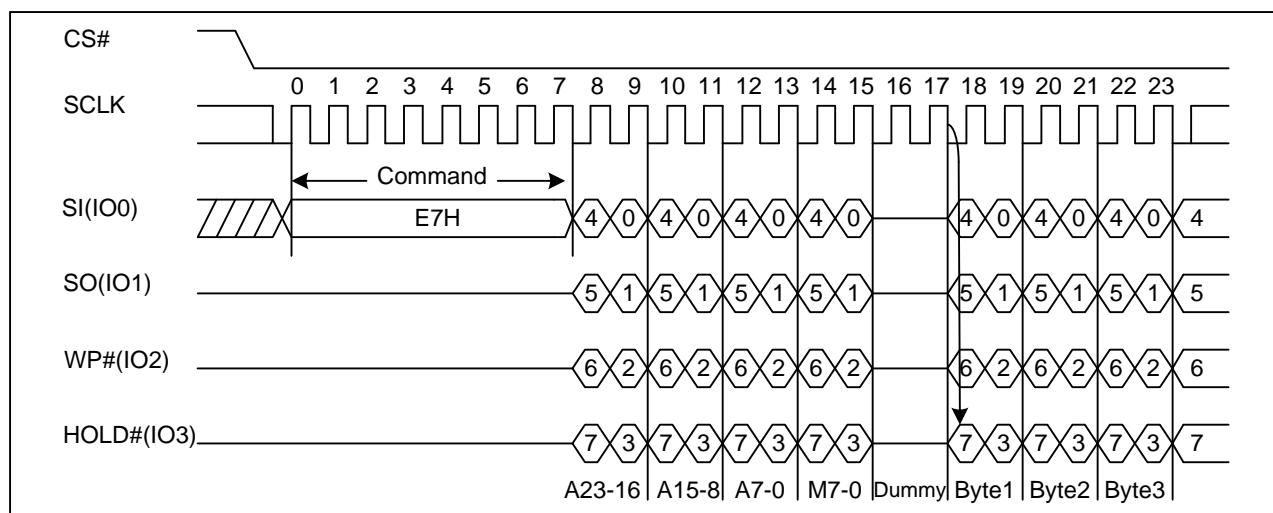 CS#
0 1 2 3 4 5 6 7 8 9 10 11 12 13 14 15 16 17 18 19 20 21 22 23
SCLK
Command
SI(IO0)
E7H
4 0 4 0 4 0 4 0 4 0 4 0 4 0 4
SO(IO1)
5 1 5 1 5 1 5 1 5 1 5 1 5 1 5
WP#(IO2)
6 2 6 2 6 2 6 2 6 2 6 2 6 2 6
HOLD#(IO3)
7 3 7 3 7 3 7 3 7 3 7 3 7 3 7
A23-16 A15-8 A7-0 M7-0 Dummy Byte1 Byte2 Byte3